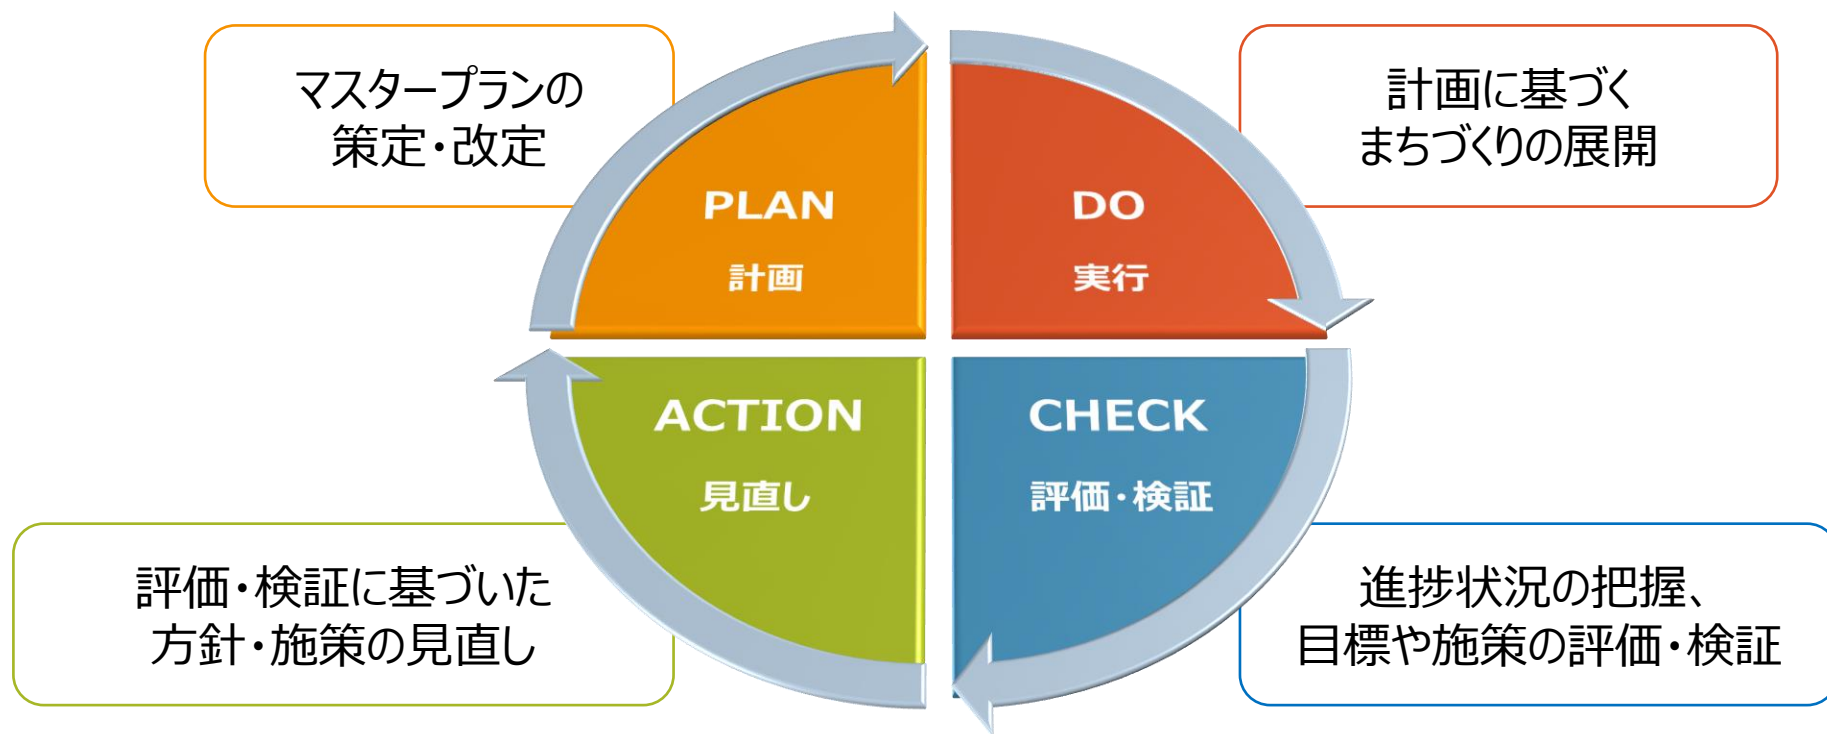 マスタープランの
策定・改定
PLAN
計画
計画に基づく
まちづくりの展開
DO
実行
ACTION
見直し
評価・検証に基づいた
方針・施策の見直し
CHECK
評価・検証
進捗状況の把握、
目標や施策の評価・検証